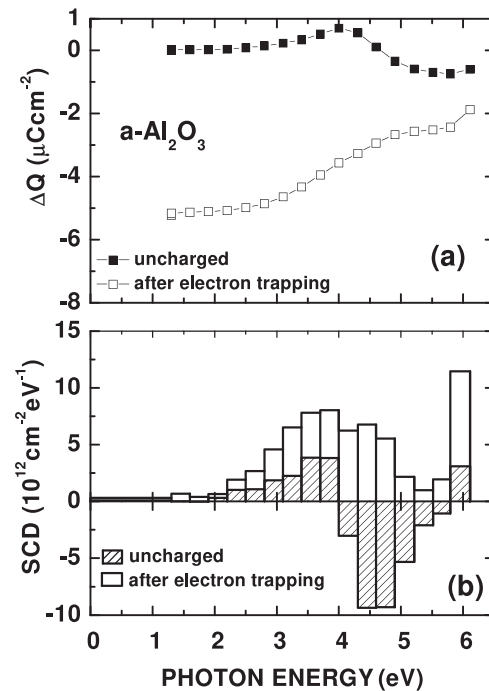 1
0
-2
-4
-6
-8
ΔQ (μCcm⁻²)
a-Al₂O₃
uncharged
after electron trapping
(a)
15
10
5
0
-5
-10
SCD (10¹²cm⁻²eV⁻¹)
uncharged
after electron trapping
(b)
0 1 2 3 4 5 6
PHOTON ENERGY (eV)